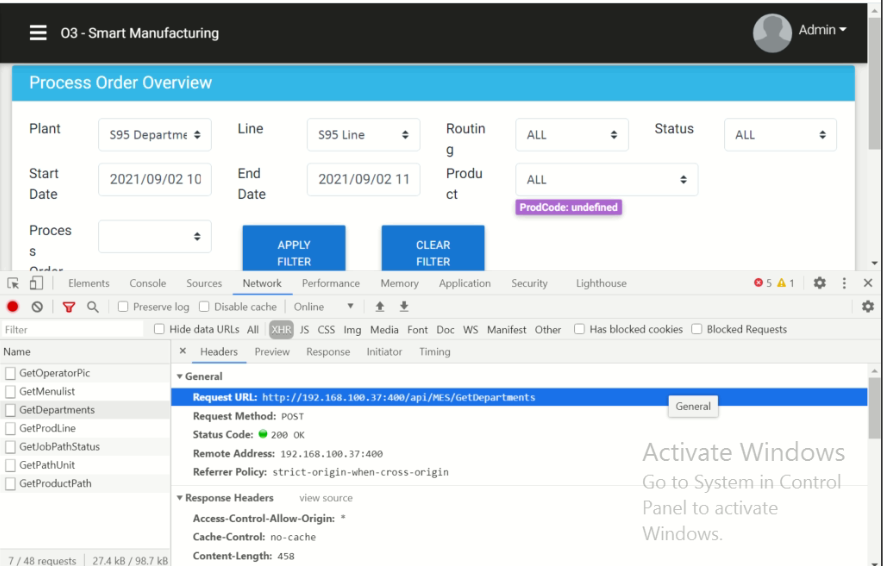 O3 - Smart Manufacturing
Admin
Process Order Overview
Plant
S95 Departme
Line
S95 Line
Routin
g
ALL
Status
ALL
Start
Date
2021/09/02 10
End
Date
2021/09/02 11
Produ
ct
ALL
ProdCode: undefined
Proces
s
Order
APPLY
FILTER
CLEAR
FILTER
Elements Console Sources Network Performance Memory Application Security Lighthouse 5 1
Preserve log Disable cache Online
Filter Hide data URLs All XHR JS CSS Img Media Font Doc WS Manifest Other Has blocked cookies Blocked Requests
Name
GetOperatorPic
GetMenulist
GetDepartments
GetProdLine
GetJobPathStatus
GetPathUnit
GetProductPath
7 / 48 requests 27.4 kB / 98.7 kB
× Headers Preview Response Initiator Timing
General
Request URL: http://192.168.100.37:400/api/MES/GetDepartments
General
Request Method: POST
Status Code: 200 OK
Remote Address: 192.168.100.37:400
Referrer Policy: strict-origin-when-cross-origin
Response Headers view source
Access-Control-Allow-Origin: *
Cache-Control: no-cache
Content-Length: 458
Activate Windows
Go to System in Control
Panel to activate
Windows.